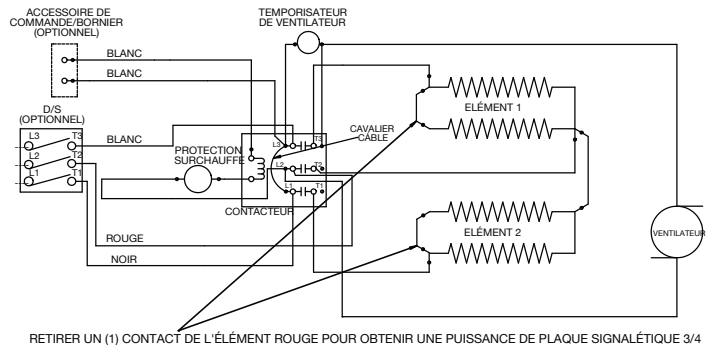 ACCESSOIRE DE
COMMANDE/BORNIER
(OPTIONNEL)
TEMPORISATEUR
DE VENTILATEUR
BLANC
BLANC
D/S
(OPTIONNEL)
L3 T3
L2 T2
L1 T1
BLANC
PROTECTION
SURCHAUFFE
L3 T3
L2 T2
L1 T1
CAVALIER
CÂBLE
CONTACTEUR
ROUGE
NOIR
ELÉMENT 1
ELÉMENT 2
VENTILATEUR
RETIRER UN (1) CONTACT DE L'ÉLÉMENT ROUGE POUR OBTENIR UNE PUISSANCE DE PLAQUE SIGNALÉTIQUE 3/4